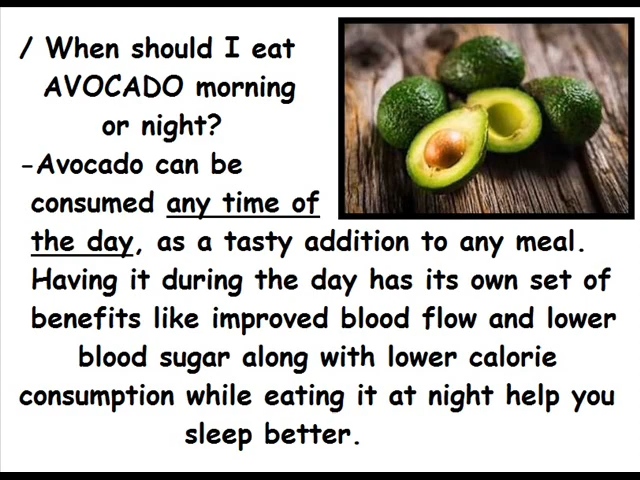 / When should I eat
AVOCADO morning
or night?
-Avocado can be
consumed any time of
the day, as a tasty addition to any meal.
Having it during the day has its own set of
benefits like improved blood flow and lower
blood sugar along with lower calorie
consumption while eating it at night help you
sleep better.